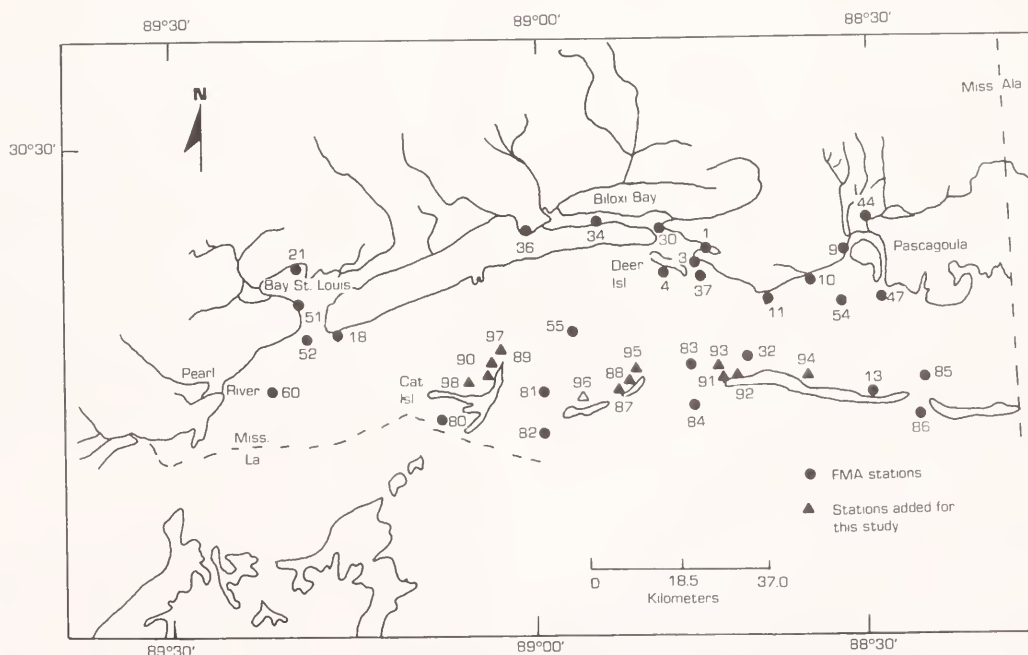 89°30′
89°00′
88°30′
N
Miss Ala
30°30′
Biloxi Bay
44
36
34
30
1
9
Pascagoula
21
Bay St. Louis
Deer
Isl
3
4
37
10
11
54
47
51
52
18
55
97
89
90
98
Cat
Isl
95
88
87
96
83
93
32
94
91
92
13
85
86
Pearl
River
60
81
80
82
84
Miss.
La
FMA stations
Stations added for
this study
0
18.5
37.0
Kilometers
89°30′
89°00′
88°30′